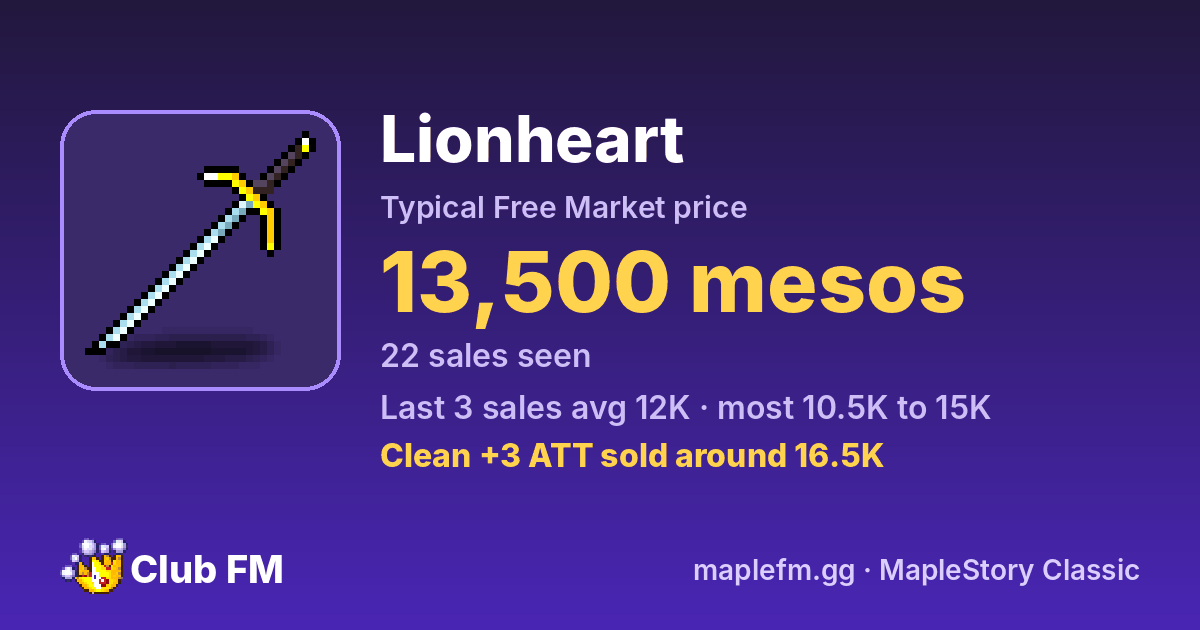 Lionheart
Typical Free Market price
13,500 mesos
22 sales seen
Last 3 sales avg 12K · most 10.5K to 15K
Clean +3 ATT sold around 16.5K
Club FM
maplefm.gg · MapleStory Classic